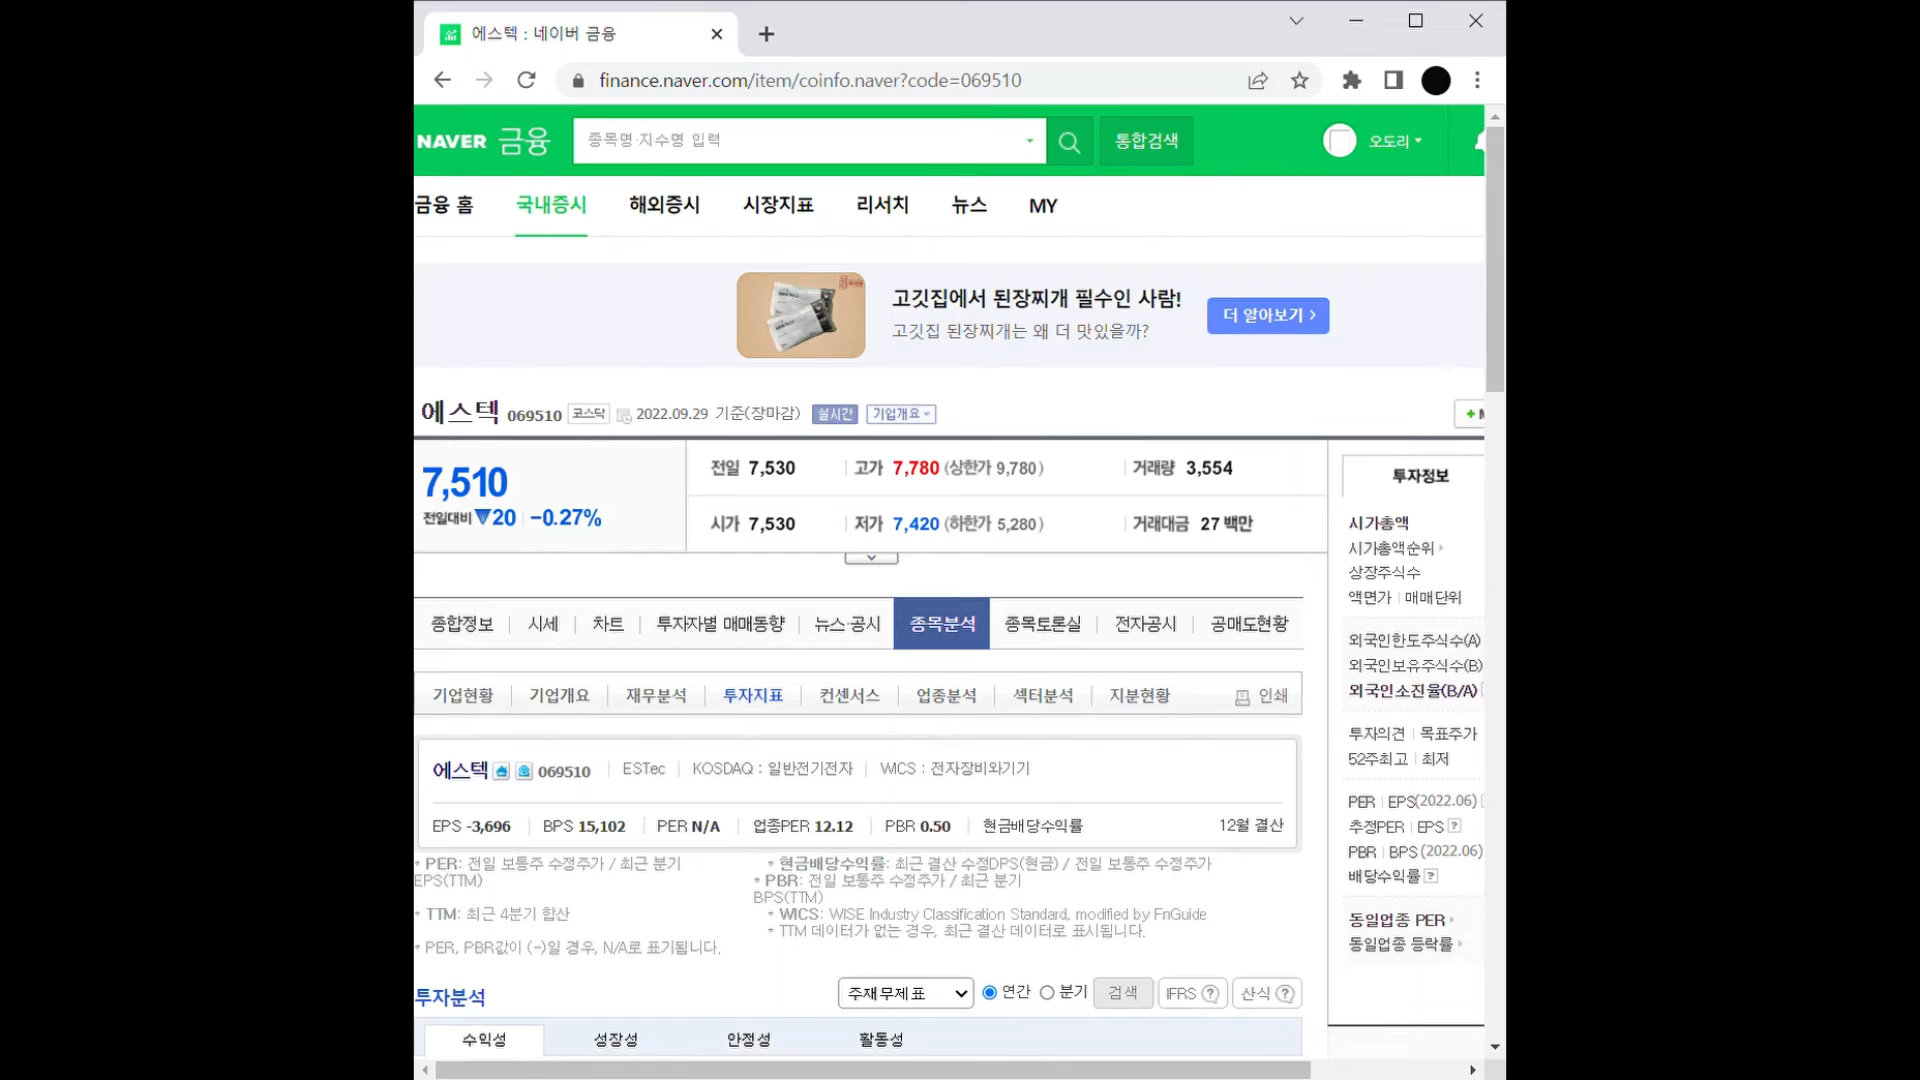 에스텍 : 네이버 금융
finance.naver.com/item/coinfo.naver?code=069510
NAVER 금융
종목명·지수명 입력
통합검색
오도리
금융 홈 국내증시 해외증시 시장지표 리서치 뉴스 MY
고깃집에서 된장찌개 필수인 사람!
고깃집 된장찌개는 왜 더 맛있을까?
더 알아보기 >
에스텍 069510 코스닥 2022.09.29 기준(장마감) 실시간 기업개요
7,510
전일대비 ▼20 -0.27%
전일 7,530 고가 7,780 (상한가 9,780) 거래량 3,554
시가 7,530 저가 7,420 (하한가 5,280) 거래대금 27 백만
종합정보 시세 차트 투자자별 매매동향 뉴스·공시 종목분석 종목토론실 전자공시 공매도현황
기업현황 기업개요 재무분석 투자지표 컨센서스 업종분석 섹터분석 지분현황 인쇄
에스텍 069510 ESTec KOSDAQ : 일반전기전자 WICS : 전자장비와기기
EPS -3,696 BPS 15,102 PER N/A 업종PER 12.12 PBR 0.50 현금배당수익률 12월 결산
* PER: 전일 보통주 수정주가 / 최근 분기
EPS(TTM)
* TTM: 최근 4분기 합산
* PER, PBR값이 (-)일 경우, N/A로 표기됩니다.
* 현금배당수익률: 최근 결산 수정DPS(현금) / 전일 보통주 수정주가
* PBR: 전일 보통주 수정주가 / 최근 분기
BPS(TTM)
* WICS: WISE Industry Classification Standard, modified by FnGuide
* TTM 데이터가 없는 경우, 최근 결산 데이터로 표시됩니다.
투자분석
주재무제표 연간 분기 검색 IFRS ? 산식 ?
수익성 성장성 안정성 활동성
투자정보
시가총액
시가총액순위
상장주식수
액면가 | 매매단위
외국인한도주식수(A)
외국인보유주식수(B)
외국인소진율(B/A)
투자의견 | 목표주가
52주최고 | 최저
PER | EPS(2022.06)
추정PER | EPS ?
PBR | BPS (2022.06)
배당수익률 ?
동일업종 PER
동일업종 등락률